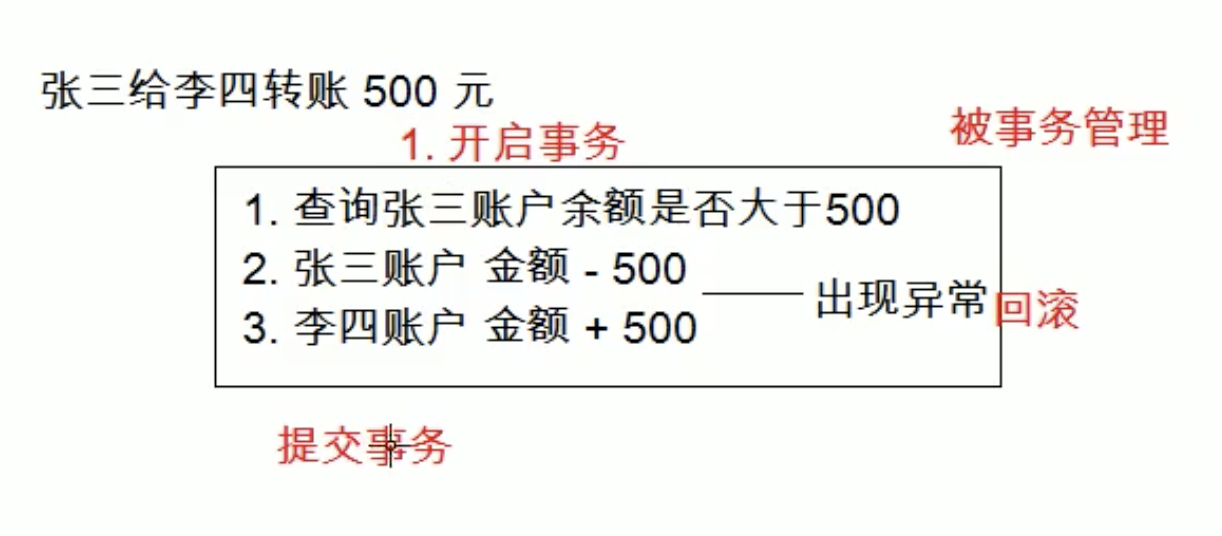 张三给李四转账 500 元
1. 开启事务
被事务管理
1. 查询张三账户余额是否大于500
2. 张三账户 金额 - 500
3. 李四账户 金额 + 500
出现异常
回滚
提交事务